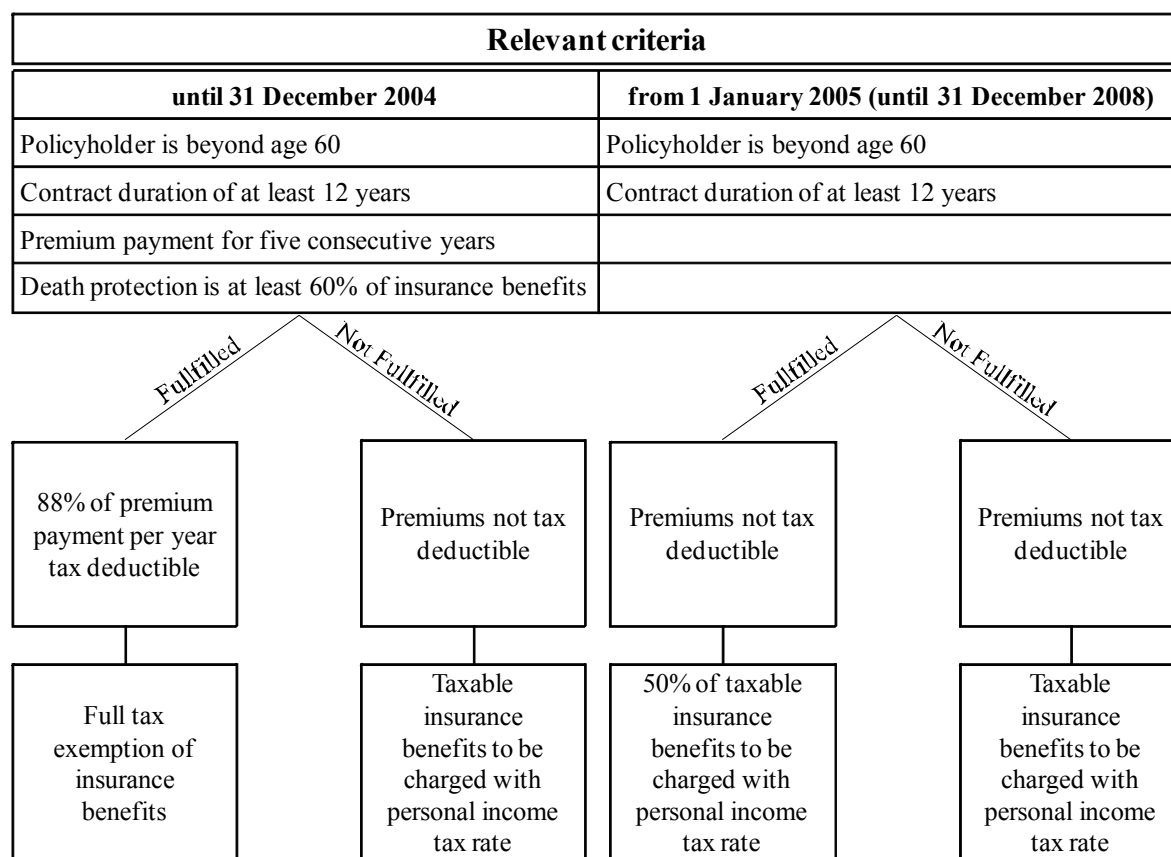 Relevant criteria
until 31 December 2004
from 1 January 2005 (until 31 December 2008)
Policyholder is beyond age 60
Policyholder is beyond age 60
Contract duration of at least 12 years
Contract duration of at least 12 years
Premium payment for five consecutive years
Death protection is at least 60% of insurance benefits
Fullfilled
Not Fullfilled
Fullfilled
Not Fullfilled
88% of premium
payment per year
tax deductible
Premiums not tax
deductible
Premiums not tax
deductible
Premiums not tax
deductible
Full tax
exemption of
insurance
benefits
Taxable
insurance
benefits to be
charged with
personal income
tax rate
50% of taxable
insurance
benefits to be
charged with
personal income
tax rate
Taxable
insurance
benefits to be
charged with
personal income
tax rate